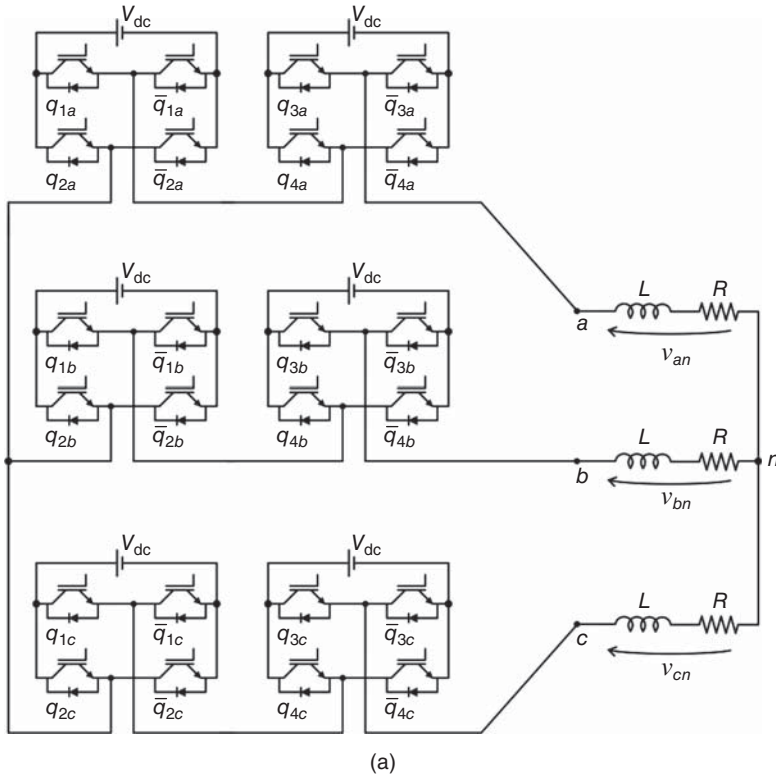 V_dc V_dc
q_1a q̅_1a q_3a q̅_3a
q_2a q̅_2a q_4a q̅_4a
V_dc V_dc
L R
a
v_an
q_1b q̅_1b q_3b q̅_3b
q_2b q̅_2b q_4b q̅_4b
L R
b n
v_bn
V_dc V_dc
q_1c q̅_1c q_3c q̅_3c
L R
c
v_cn
q_2c q̅_2c q_4c q̅_4c
(a)